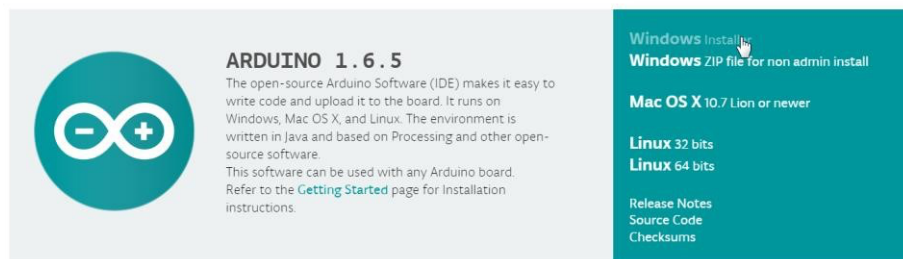 ARDUINO 1.6.5
The open-source Arduino Software (IDE) makes it easy to
write code and upload it to the board. It runs on
Windows, Mac OS X, and Linux. The environment is
written in Java and based on Processing and other open-
source software.
This software can be used with any Arduino board.
Refer to the Getting Started page for Installation
instructions.
Windows Installer
Windows ZIP file for non admin install
Mac OS X 10.7 Lion or newer
Linux 32 bits
Linux 64 bits
Release Notes
Source Code
Checksums